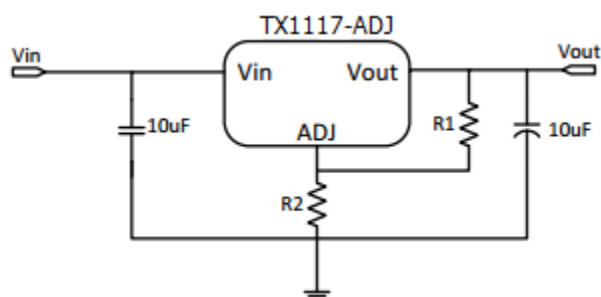 TX1117-ADJ
Vin
Vout
Vin
Vout
10uF
ADJ
R1
10uF
R2